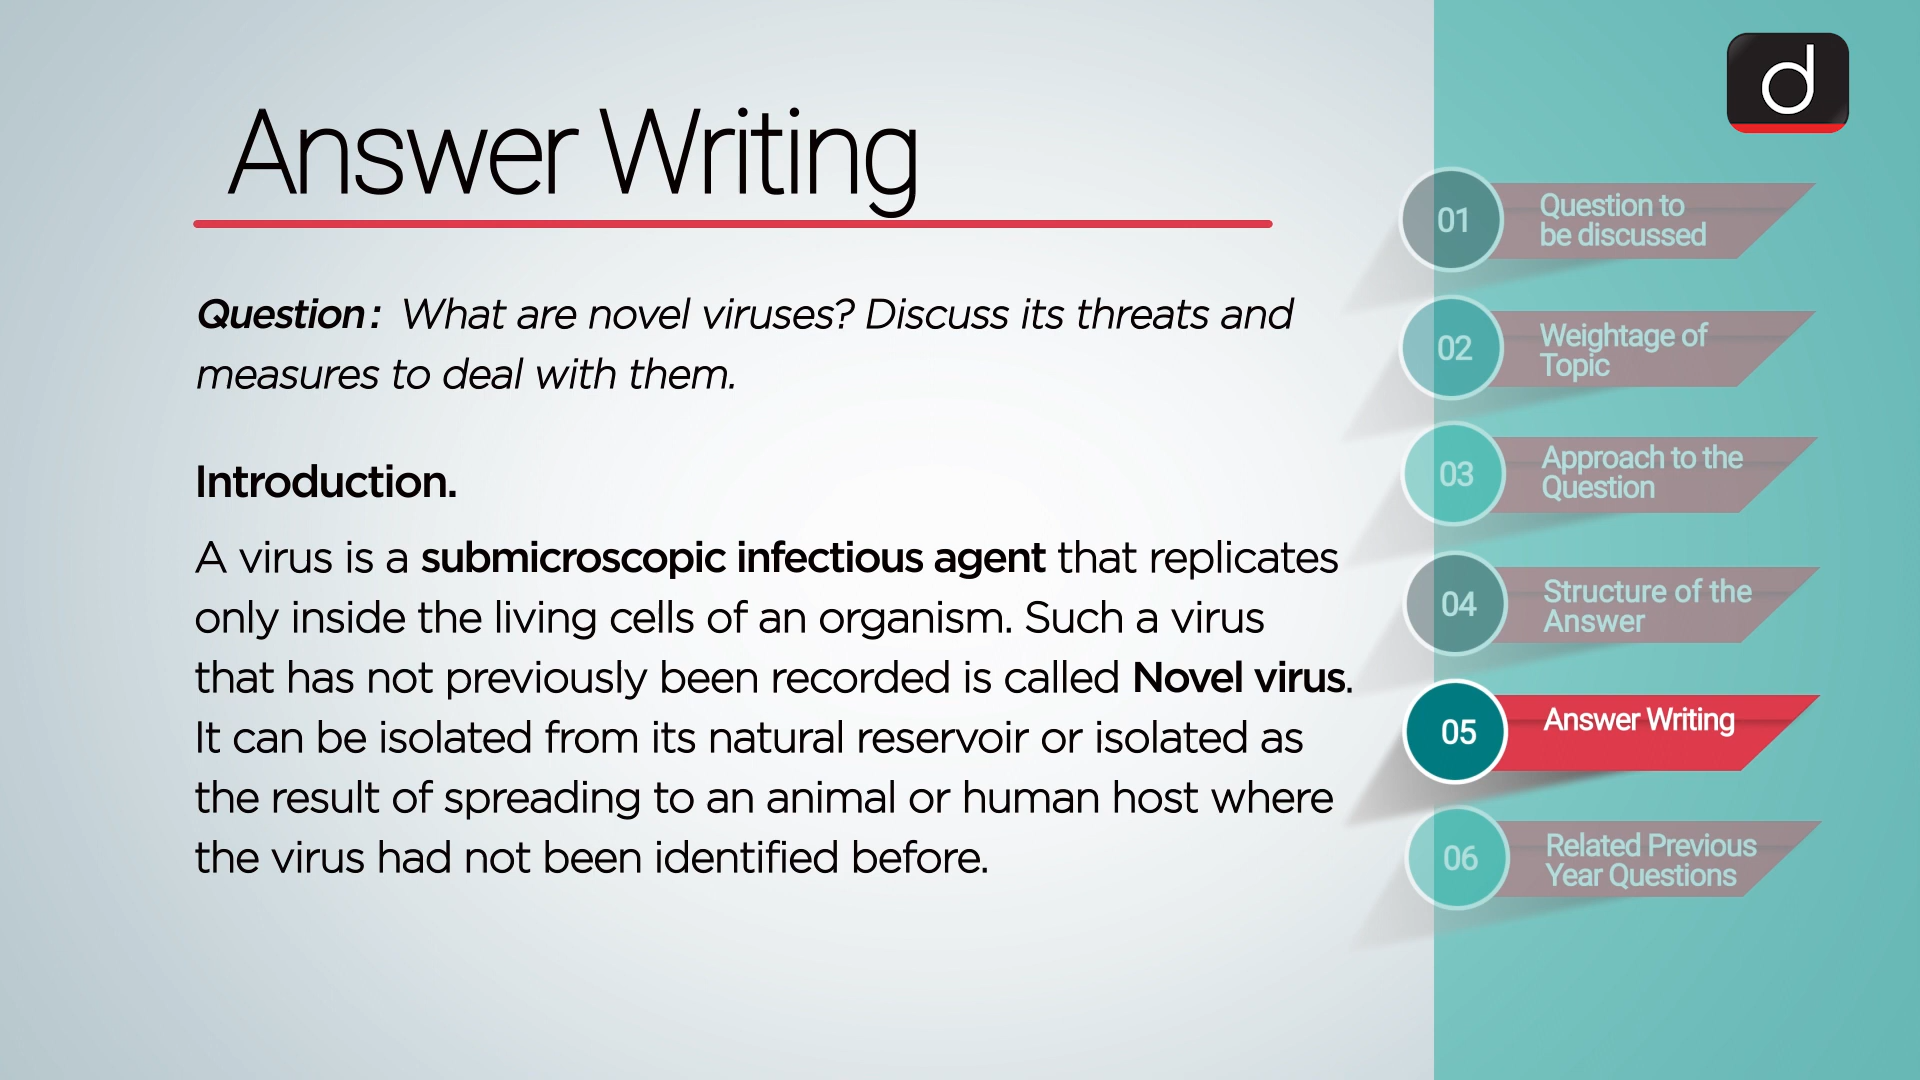 Answer Writing
Question: What are novel viruses? Discuss its threats and
measures to deal with them.
Introduction.
A virus is a submicroscopic infectious agent that replicates
only inside the living cells of an organism. Such a virus
that has not previously been recorded is called Novel virus.
It can be isolated from its natural reservoir or isolated as
the result of spreading to an animal or human host where
the virus had not been identified before.
d
01
Question to
be discussed
02
Weightage of
Topic
03
Approach to the
Question
04
Structure of the
Answer
05
Answer Writing
06
Related Previous
Year Questions